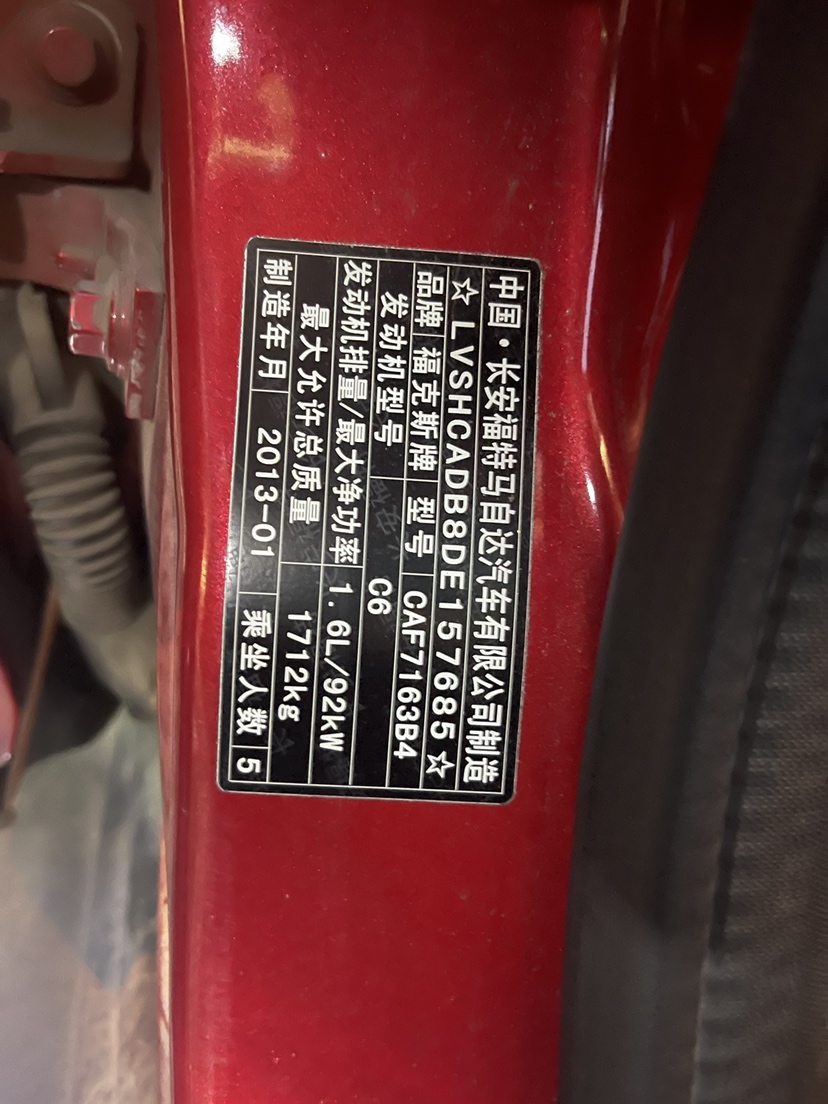 中国·长安福特马自达汽车有限公司制造
☆LVSHCADB8DE157685☆
品牌 福克斯牌 型号 CAF7163B4
发动机型号 C6
发动机排量/最大净功率 1.6L/92kW
最大允许总质量 1712kg
制造年月 2013-01 乘坐人数 5